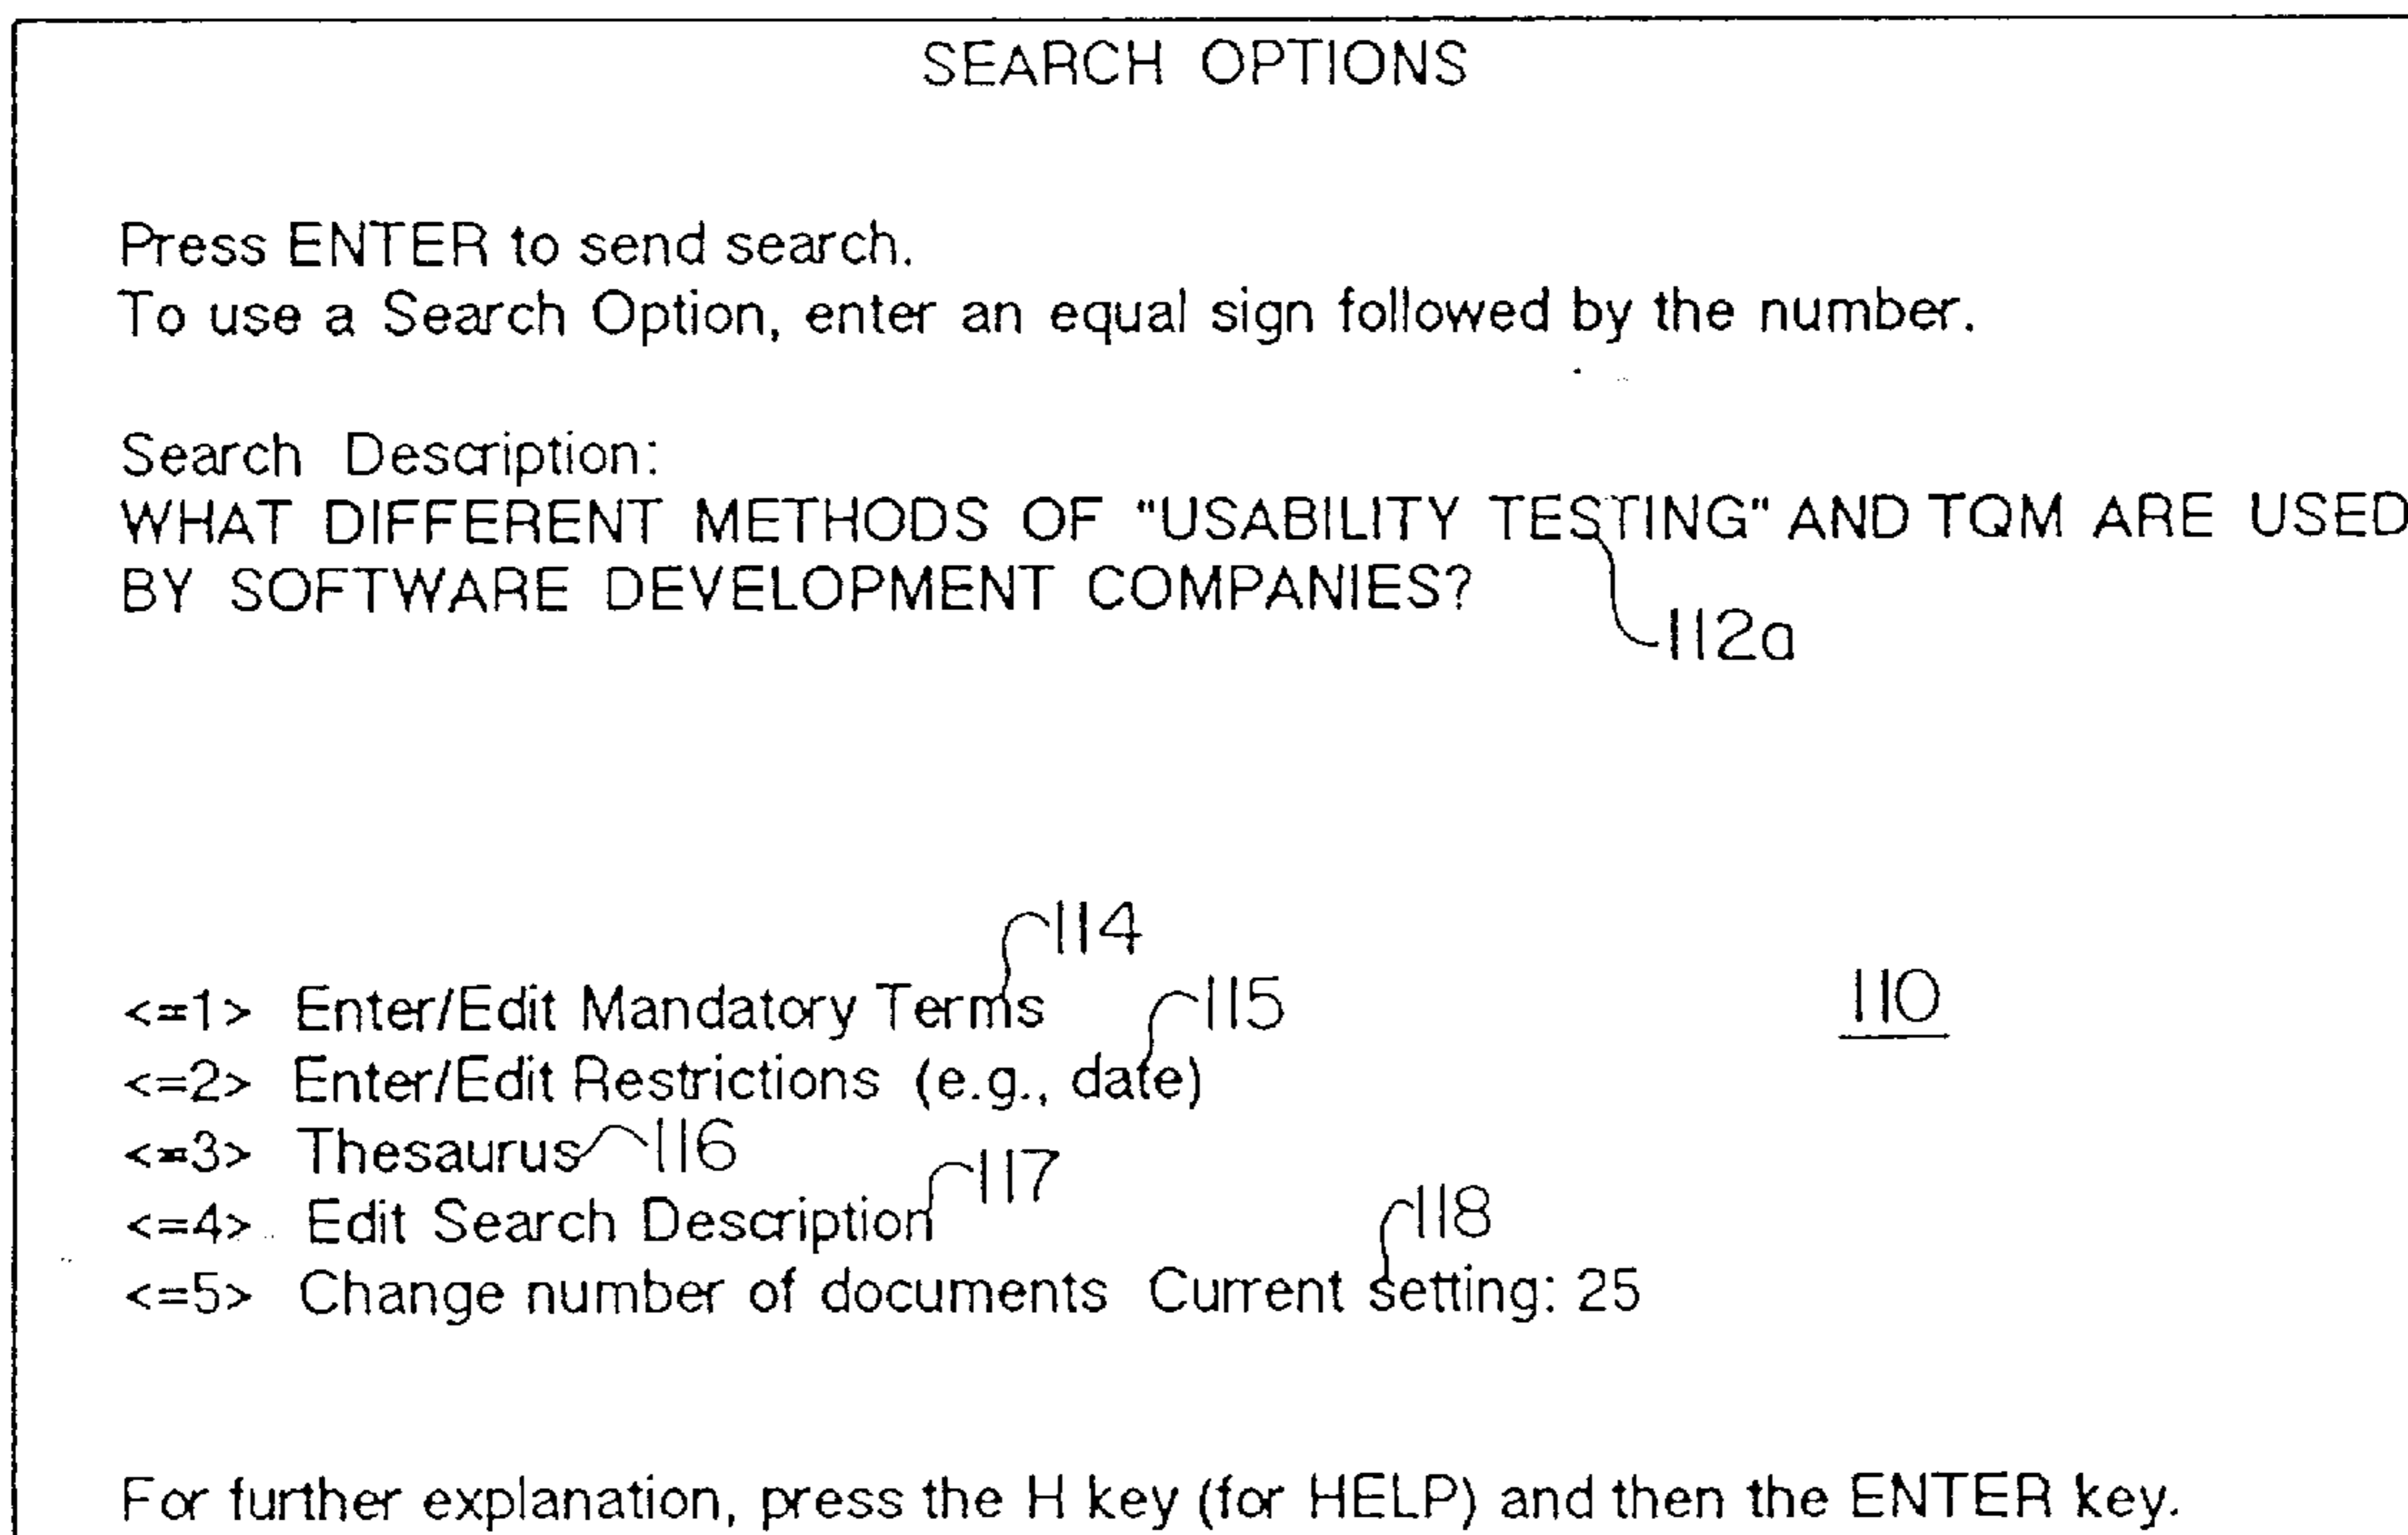 SEARCH OPTIONS
Press ENTER to send search.
To use a Search Option, enter an equal sign followed by the number.
Search Description:
WHAT DIFFERENT METHODS OF "USABILITY TESTING" AND TQM ARE USED
BY SOFTWARE DEVELOPMENT COMPANIES?
112a
114
<=1> Enter/Edit Mandatory Terms 115 110
<=2> Enter/Edit Restrictions (e.g., date)
<=3> Thesaurus 116
117
<=4> Edit Search Description 118
<=5> Change number of documents Current setting: 25
For further explanation, press the H key (for HELP) and then the ENTER key.